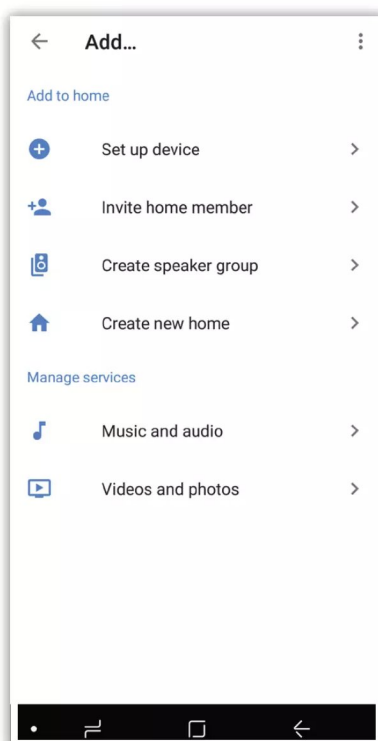 Add...
Add to home
Set up device
Invite home member
Create speaker group
Create new home
Manage services
Music and audio
Videos and photos